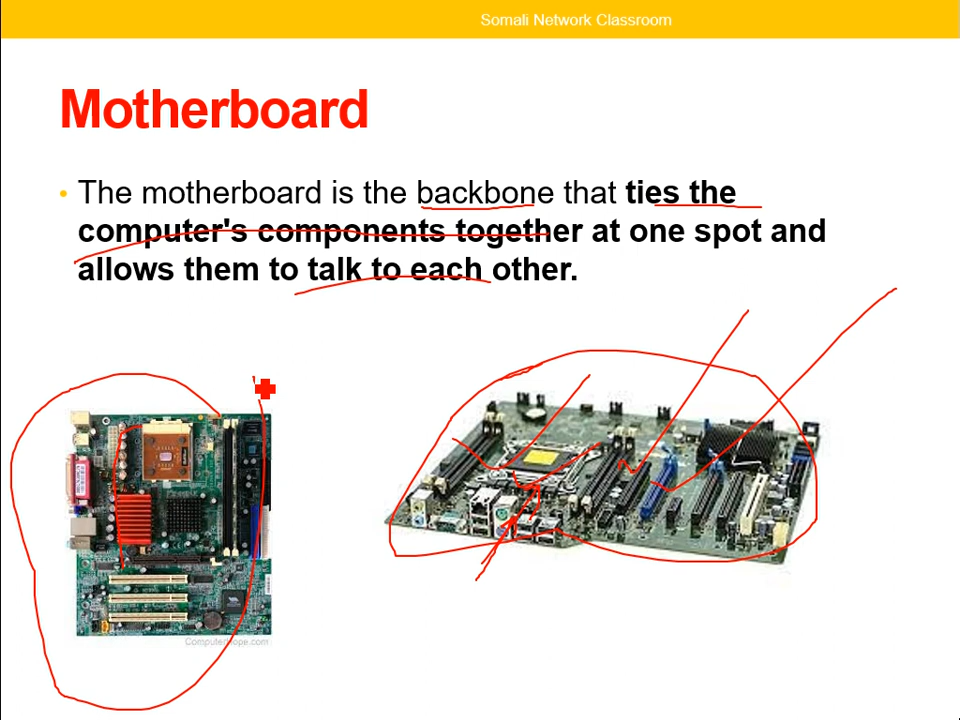 Somali Network Classroom
Motherboard
• The motherboard is the backbone that ties the
computer's components together at one spot and
allows them to talk to each other.
ComputerHope.com